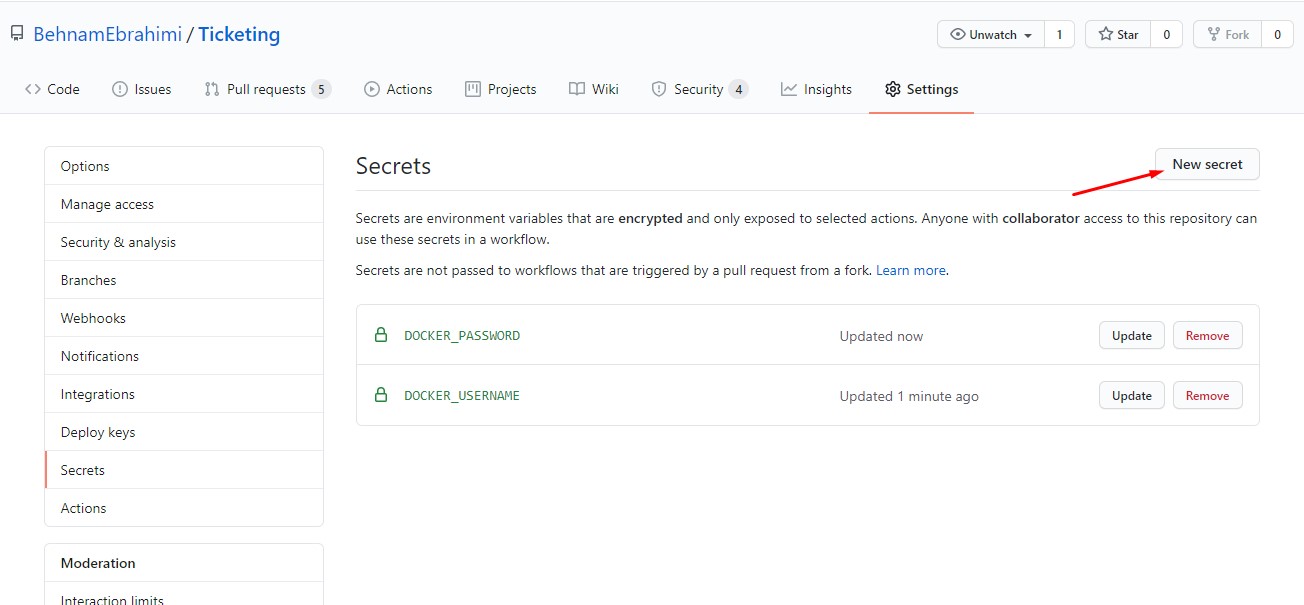 BehnamEbrahimi / Ticketing
Unwatch 1
Star 0
Fork 0
Code
Issues
Pull requests 5
Actions
Projects
Wiki
Security 4
Insights
Settings
Options
Manage access
Security & analysis
Branches
Webhooks
Notifications
Integrations
Deploy keys
Secrets
Actions
Moderation
Interaction limits
Secrets
New secret
Secrets are environment variables that are encrypted and only exposed to selected actions. Anyone with collaborator access to this repository can
use these secrets in a workflow.
Secrets are not passed to workflows that are triggered by a pull request from a fork. Learn more.
DOCKER_PASSWORD Updated now Update Remove
DOCKER_USERNAME Updated 1 minute ago Update Remove